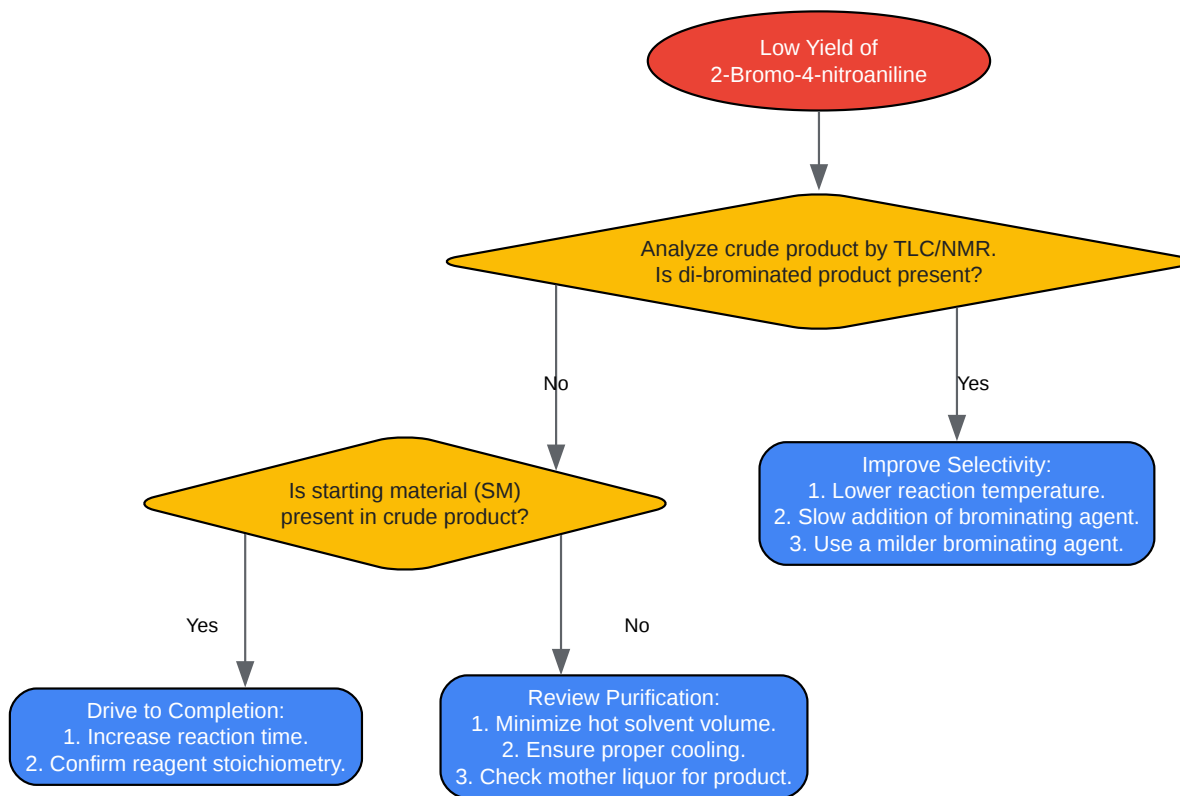 Low Yield of
2-Bromo-4-nitroaniline
Analyze crude product by TLC/NMR.
Is di-brominated product present?
No
Yes
Is starting material (SM)
present in crude product?
Improve Selectivity:
1. Lower reaction temperature.
2. Slow addition of brominating agent.
3. Use a milder brominating agent.
Yes
No
Drive to Completion:
1. Increase reaction time.
2. Confirm reagent stoichiometry.
Review Purification:
1. Minimize hot solvent volume.
2. Ensure proper cooling.
3. Check mother liquor for product.